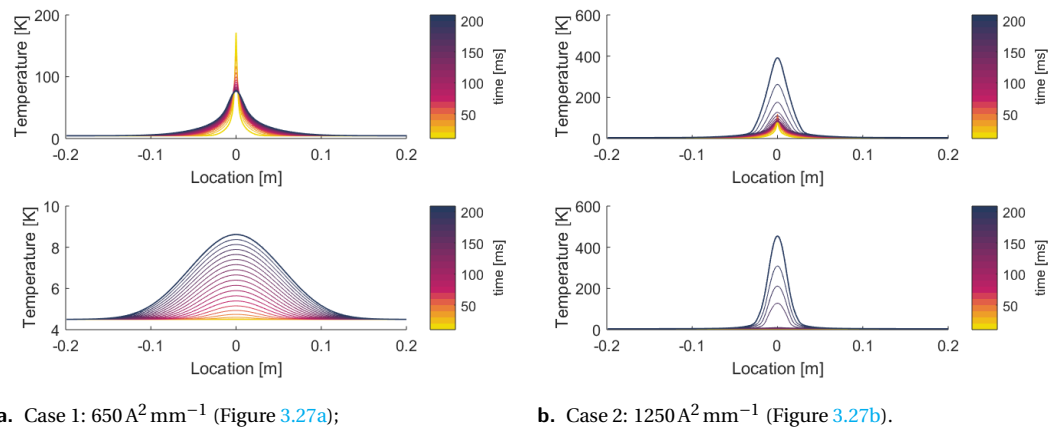 200
100
0
-0.2 -0.1 0 0.1 0.2
Temperature [K]
Location [m]
200
150
100
50
time [ms]
600
400
200
0
-0.2 -0.1 0 0.1 0.2
Temperature [K]
Location [m]
200
150
100
50
time [ms]
10
8
6
4
-0.2 -0.1 0 0.1 0.2
Temperature [K]
Location [m]
200
150
100
50
time [ms]
600
400
200
0
-0.2 -0.1 0 0.1 0.2
Temperature [K]
Location [m]
200
150
100
50
time [ms]
a. Case 1: 650 A² mm⁻¹ (Figure 3.27a);
b. Case 2: 1250 A² mm⁻¹ (Figure 3.27b).